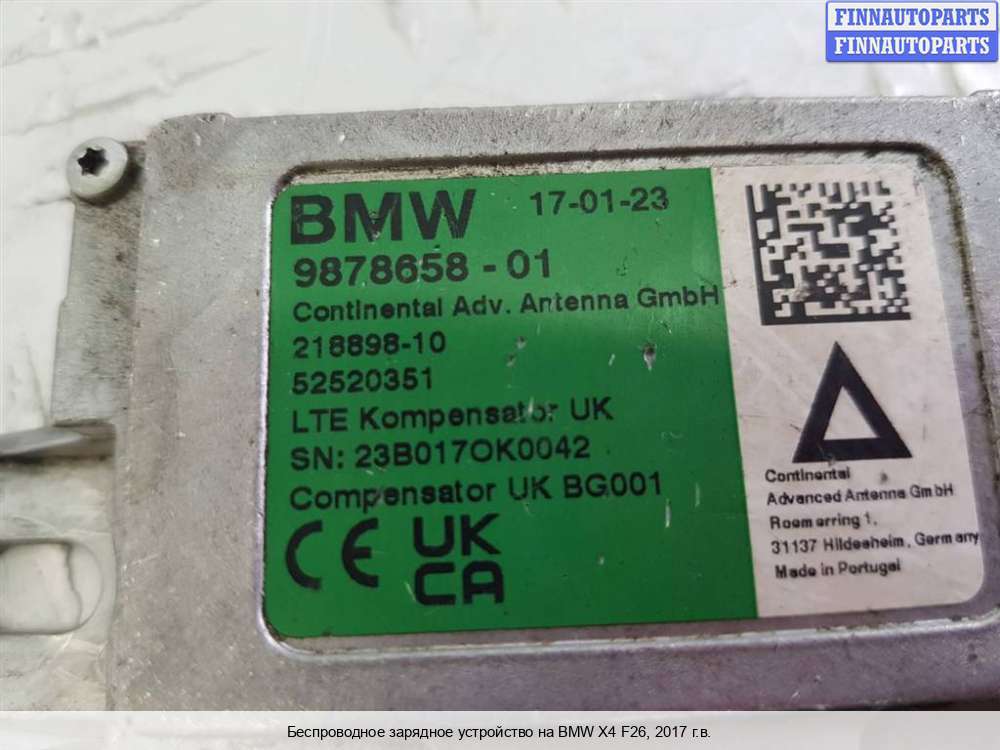 FINNAUTOPARTS
FINNAUTOPARTS
BMW 17-01-23
9878658 - 01
Continental Adv. Antenna GmbH
218898-10
52520351
LTE Kompensator UK
SN: 23B017OK0042
Compensator UK BG001
CE UK
CA
Continental
Advanced Antenna GmbH
Roemerring 1,
31137 Hildesheim, Germany
Made in Portugal
Беспроводное зарядное устройство на BMW X4 F26, 2017 г.в.